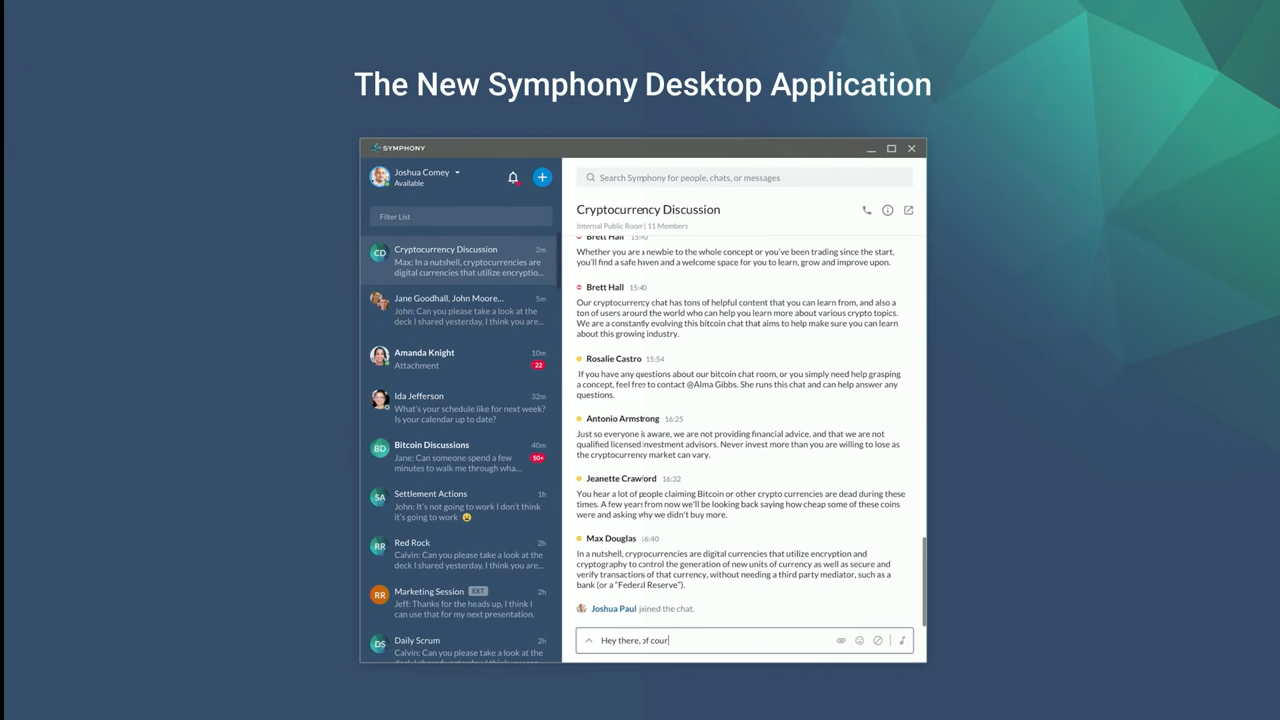 The New Symphony Desktop Application
SYMPHONY
Joshua Comey
Available
Filter List
Cryptocurrency Discussion 2m
CD
Max: In a nutshell, cryptocurrencies are
digital currencies that utilize encryptio...
Jane Goodhall, John Moore... 5m
John: Can you please take a look at the
deck I shared yesterday, I think you are...
Amanda Knight 10m
Attachment 22
Ida Jefferson 32m
What's your schedule like for next week?
Is your calendar up to date?
Bitcoin Discussions 40m
BD
Jane: Can someone spend a few 50+
minutes to walk me through wha...
Settlement Actions 1h
SA
John: It's not going to work I don't think
it's going to work 😀
Red Rock 2h
RR
Calvin: Can you please take a look at the
deck I shared yesterday, I think you are...
Marketing Session EXT 2h
RR
Jeff: Thanks for the heads up, I think I
can use that for my next presentation.
Daily Scrum 2h
DS
Calvin: Can you please take a look at the
deck I shared yesterday, I think you are...
Search Symphony for people, chats, or messages
Cryptocurrency Discussion
Internal Public Room | 11 Members
Brett Hall 15:40
Whether you are a newbie to the whole concept or you've been trading since the start,
you'll find a safe haven and a welcome space for you to learn, grow and improve upon.
Brett Hall 15:40
Our cryptocurrency chat has tons of helpful content that you can learn from, and also a
ton of users around the world who can help you learn more about various crypto topics.
We are a constantly evolving this bitcoin chat that aims to help make sure you can learn
about this growing industry.
Rosalie Castro 15:54
If you have any questions about our bitcoin chat room, or you simply need help grasping
a concept, feel free to contact @Alma Gibbs. She runs this chat and can help answer any
questions.
Antonio Armstrong 16:25
Just so everyone is aware, we are not providing financial advice, and that we are not
qualified licensed investment advisors. Never invest more than you are willing to lose as
the cryptocurrency market can vary.
Jeanette Crawford 16:32
You hear a lot of people claiming Bitcoin or other crypto currencies are dead during these
times. A few years from now we'll be looking back saying how cheap some of these coins
were and asking why we didn't buy more.
Max Douglas 16:40
In a nutshell, cryptocurrencies are digital currencies that utilize encryption and
cryptography to control the generation of new units of currency as well as secure and
verify transactions of that currency, without needing a third party mediator, such as a
bank (or a "Federal Reserve").
Joshua Paul joined the chat.
Hey there, of cour